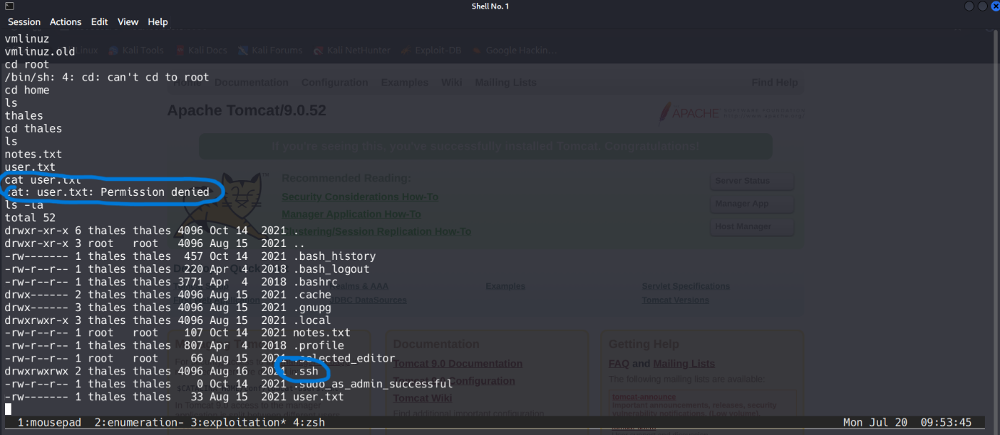 Shell No. 1
Session Actions Edit View Help
vmlinuz
vmlinuz.old
Linux Kali Tools Kali Docs Kali Forums Kali NetHunter Exploit-DB Google Hackin...
cd root
/bin/sh: 4: cd: can't cd to root
Home Documentation Configuration Examples Wiki Mailing Lists Find Help
cd home
ls
thales
Apache Tomcat/9.0.52
APACHE SOFTWARE FOUNDATION
http://www.apache.org/
cd thales
ls
If you're seeing this, you've successfully installed Tomcat. Congratulations!
notes.txt
user.txt
cat user.txt
cat: user.txt: Permission denied
ls -la
total 52
TM
Recommended Reading:
Security Considerations How-To
Manager Application How-To
Clustering/Session Replication How-To
Server Status
Manager App
Host Manager
drwxr-xr-x 6 thales thales 4096 Oct 14 2021 .
drwxr-xr-x 3 root root 4096 Aug 15 2021 ..
-rw------- 1 thales thales 457 Oct 14 2021 .bash_history
-rw-r--r-- 1 thales thales 220 Apr 4 2018 .bash_logout
-rw-r--r-- 1 thales thales 3771 Apr 4 2018 .bashrc
drwx------ 2 thales thales 4096 Aug 15 2021 .cache
drwx------ 3 thales thales 4096 Aug 15 2021 .gnupg
drwxrwxr-x 3 thales thales 4096 Aug 15 2021 .local
-rw-r--r-- 1 root root 107 Oct 14 2021 notes.txt
-rw-r--r-- 1 thales thales 807 Apr 4 2018 .profile
-rw-r--r-- 1 root root 66 Aug 15 2021 .selected_editor
drwxrwxrwx 2 thales thales 4096 Aug 16 2021 .ssh
-rw-r--r-- 1 thales thales 0 Oct 14 2021 .sudo_as_admin_successful
-rw------- 1 thales thales 33 Aug 15 2021 user.txt
Realms & AAA
JDBC DataSources
Examples
Servlet Specifications
Tomcat Versions
Documentation
Tomcat 9.0 Documentation
Tomcat 9.0 Configuration
Tomcat Wiki
Find additional important configuration
In Tomcat 9.0 access to the manager
Getting Help
FAQ and Mailing Lists
The following mailing lists are available:
tomcat-announce
Important announcements, releases, security
vulnerability notifications. (Low volume).
1:mousepad 2:enumeration- 3:exploitation* 4:zsh Mon Jul 20 09:53:45